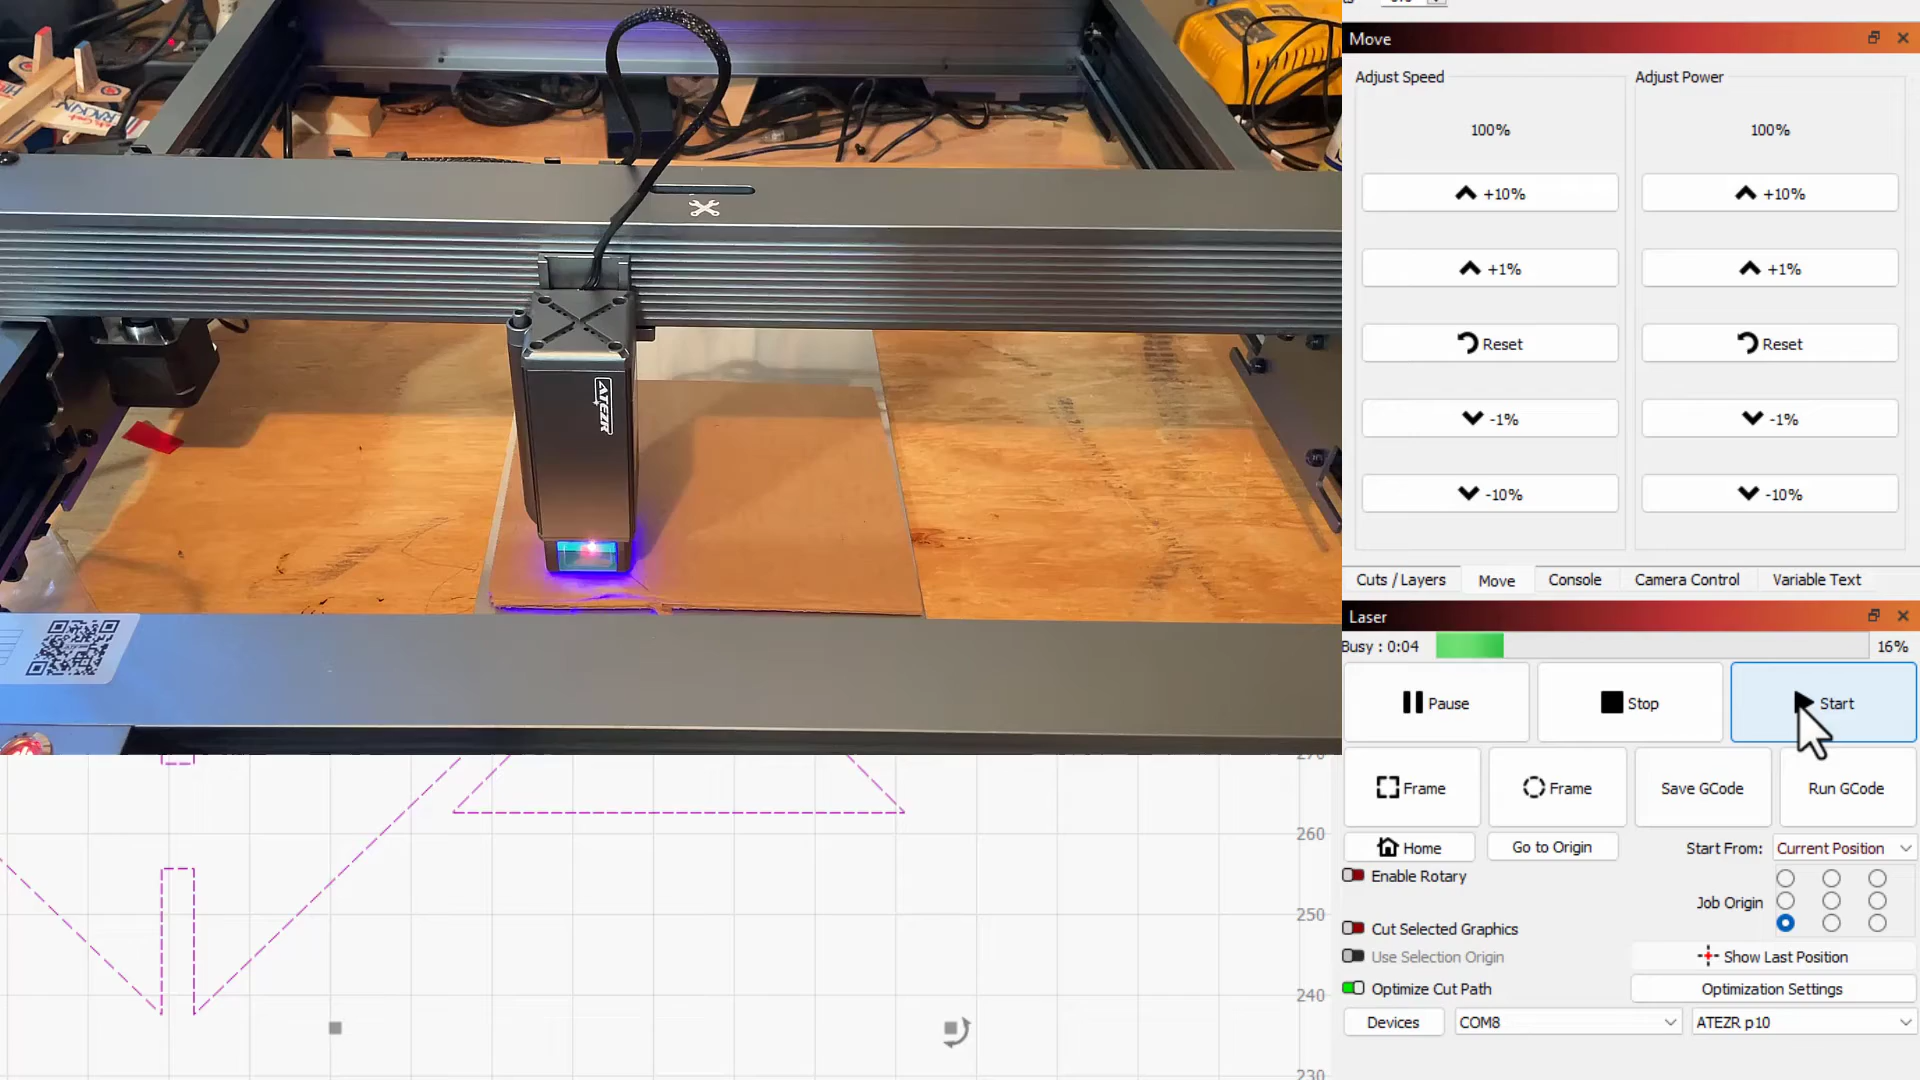 Move
Adjust Speed
Adjust Power
100%
100%
+10%
+10%
+1%
+1%
Reset
Reset
-1%
-1%
-10%
-10%
Cuts / Layers
Move
Console
Camera Control
Variable Text
Laser
Busy : 0:04
16%
Pause
Stop
Start
Frame
Frame
Save GCode
Run GCode
Home
Go to Origin
Start From:
Current Position
Enable Rotary
Job Origin
Cut Selected Graphics
Use Selection Origin
Show Last Position
Optimize Cut Path
Optimization Settings
Devices
COM8
ATEZR p10
ATEZR
270
260
250
240
230